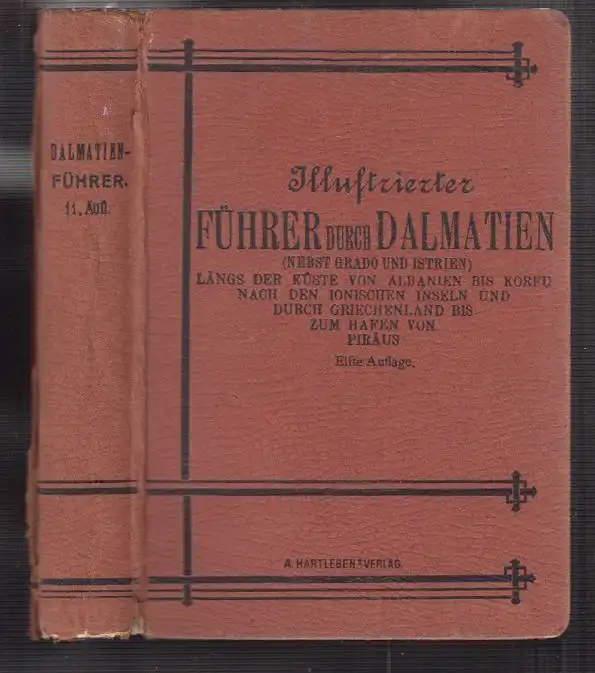 DALMATIEN-
FÜHRER.
11. Aufl.
Illustrierter
FÜHRER DURCH DALMATIEN
(NEBST GRADO UND ISTRIEN)
LÄNGS DER KÜSTE VON ALBANIEN BIS KORFU
NACH DEN IONISCHEN INSELN UND
DURCH GRIECHENLAND BIS
ZUM HAFEN VON
PIRÄUS
Elfte Auflage.
A. HARTLEBEN'S VERLAG.